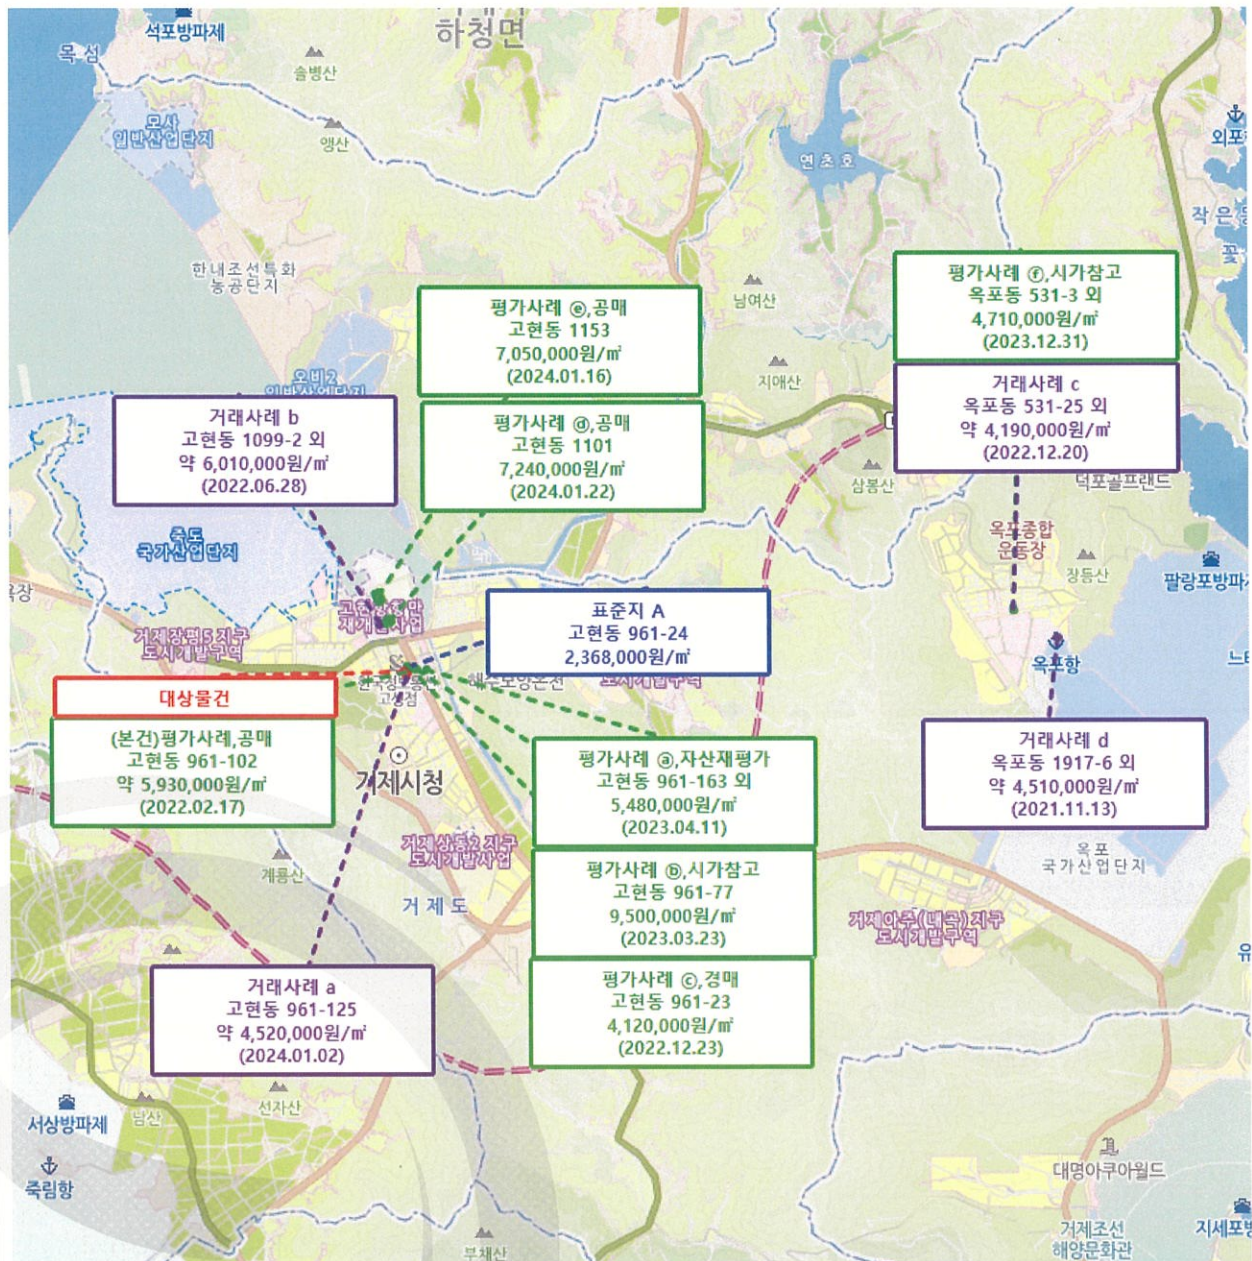 하청면
석포방파제
목섬
솔병산
모사
일반산업단지
앵산
연초호
한내조선특화
농공단지
남여산
지애산
오비2
일반산업단지
평가사례 ⓔ,공매
고현동 1153
7,050,000원/㎡
(2024.01.16)
평가사례 ⓕ,시가참고
옥포동 531-3 외
4,710,000원/㎡
(2023.12.31)
거래사례 b
고현동 1099-2 외
약 6,010,000원/㎡
(2022.06.28)
평가사례 ⓓ,공매
고현동 1101
7,240,000원/㎡
(2024.01.22)
거래사례 c
옥포동 531-25 외
약 4,190,000원/㎡
(2022.12.20)
삼봉산
덕포골프랜드
죽도
국가산업단지
옥포종합
운동장
장등산
팔랑포방파제
옥포항
거제장평5지구
도시개발구역
표준지 A
고현동 961-24
2,368,000원/㎡
해수보양온천
도시개발구역
대상물건
(본건)평가사례,공매
고현동 961-102
약 5,930,000원/㎡
(2022.02.17)
거제시청
평가사례 ⓐ,자산재평가
고현동 961-163 외
5,480,000원/㎡
(2023.04.11)
거래사례 d
옥포동 1917-6 외
약 4,510,000원/㎡
(2021.11.13)
거제상동2지구
도시개발사업
계룡산
거제도
평가사례 ⓑ,시가참고
고현동 961-77
9,500,000원/㎡
(2023.03.23)
옥포
국가산업단지
거제아주(내곡)지구
도시개발구역
거래사례 a
고현동 961-125
약 4,520,000원/㎡
(2024.01.02)
평가사례 ⓒ,경매
고현동 961-23
4,120,000원/㎡
(2022.12.23)
선자산
남산
서상방파제
죽림항
부채산
대명아쿠아월드
거제조선
해양문화관